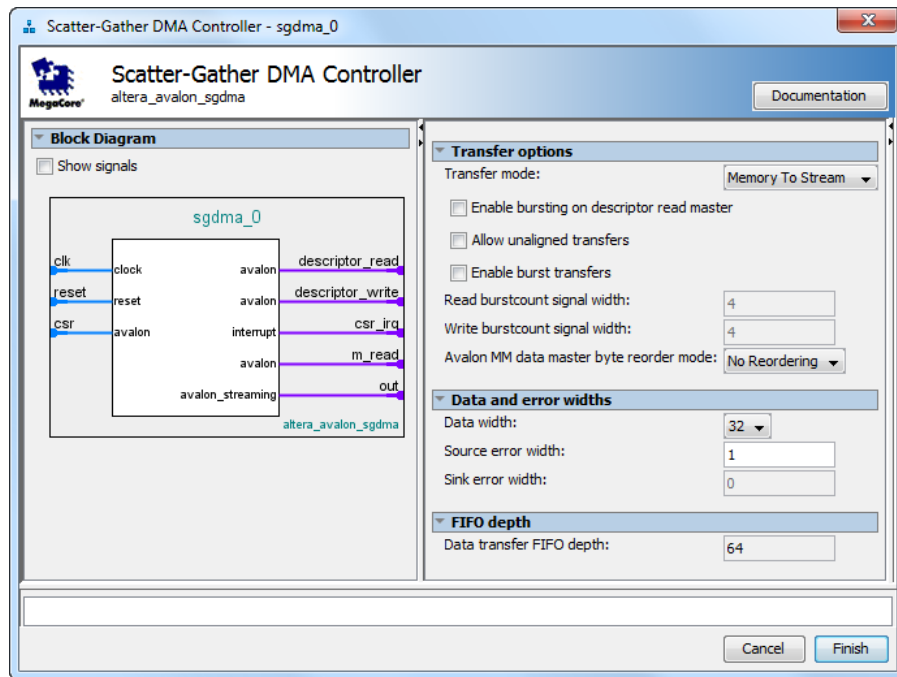 Scatter-Gather DMA Controller - sgdma_0
x
MegaCore®
Scatter-Gather DMA Controller
altera_avalon_sgdma
Documentation
Block Diagram
Show signals
sgdma_0
clk
clock
avalon
descriptor_read
reset
reset
avalon
descriptor_write
csr
avalon
interrupt
csr_irq
avalon
m_read
avalon_streaming
out
altera_avalon_sgdma
Transfer options
Transfer mode: Memory To Stream
Enable bursting on descriptor read master
Allow unaligned transfers
Enable burst transfers
Read burstcount signal width: 4
Write burstcount signal width: 4
Avalon MM data master byte reorder mode: No Reordering
Data and error widths
Data width: 32
Source error width: 1
Sink error width: 0
FIFO depth
Data transfer FIFO depth: 64
Cancel
Finish